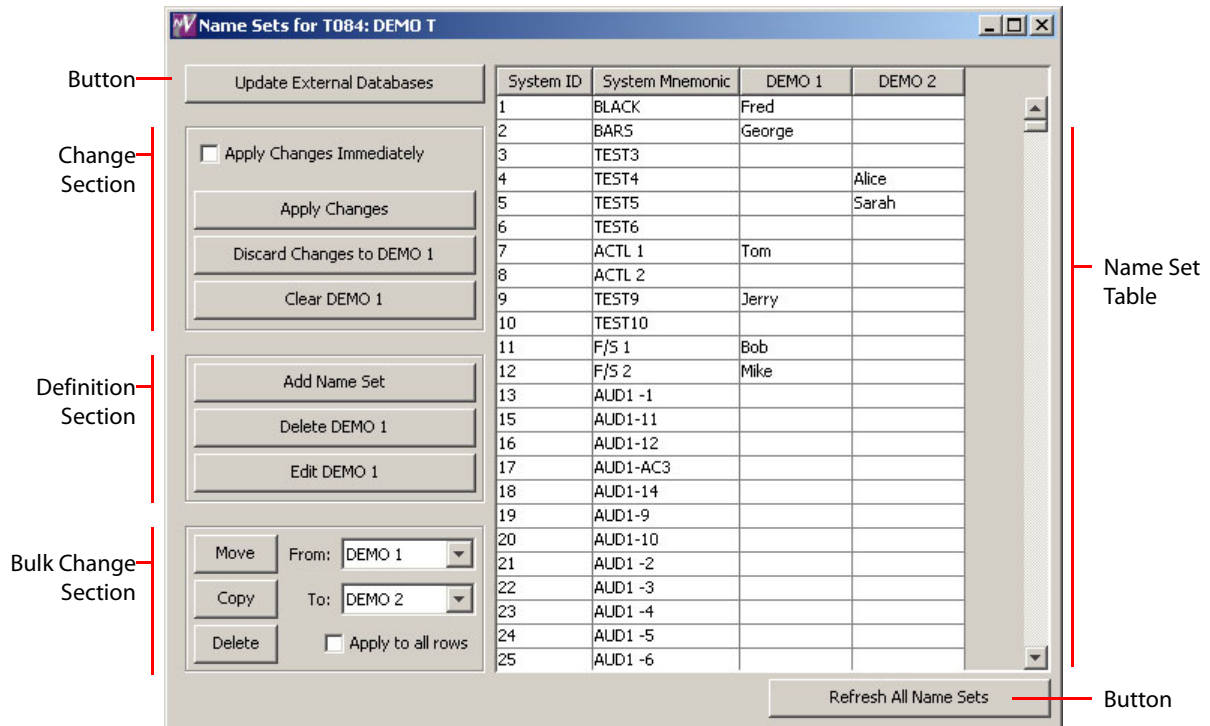 Name Sets for T084: DEMO T
Button
Update External Databases
Change
Section
Apply Changes Immediately
Apply Changes
Discard Changes to DEMO 1
Clear DEMO 1
Definition
Section
Add Name Set
Delete DEMO 1
Edit DEMO 1
Bulk Change
Section
Move From: DEMO 1
Copy To: DEMO 2
Delete Apply to all rows
System ID System Mnemonic DEMO 1 DEMO 2
1 BLACK Fred
2 BARS George
3 TEST3
4 TEST4 Alice
5 TEST5 Sarah
6 TEST6
7 ACTL 1 Tom
8 ACTL 2
9 TEST9 Jerry
10 TEST10
11 F/S 1 Bob
12 F/S 2 Mike
13 AUD1 -1
15 AUD1-11
16 AUD1-12
17 AUD1-AC3
18 AUD1-14
19 AUD1-9
20 AUD1-10
21 AUD1 -2
22 AUD1 -3
23 AUD1 -4
24 AUD1 -5
25 AUD1 -6
Name Set
Table
Refresh All Name Sets
Button